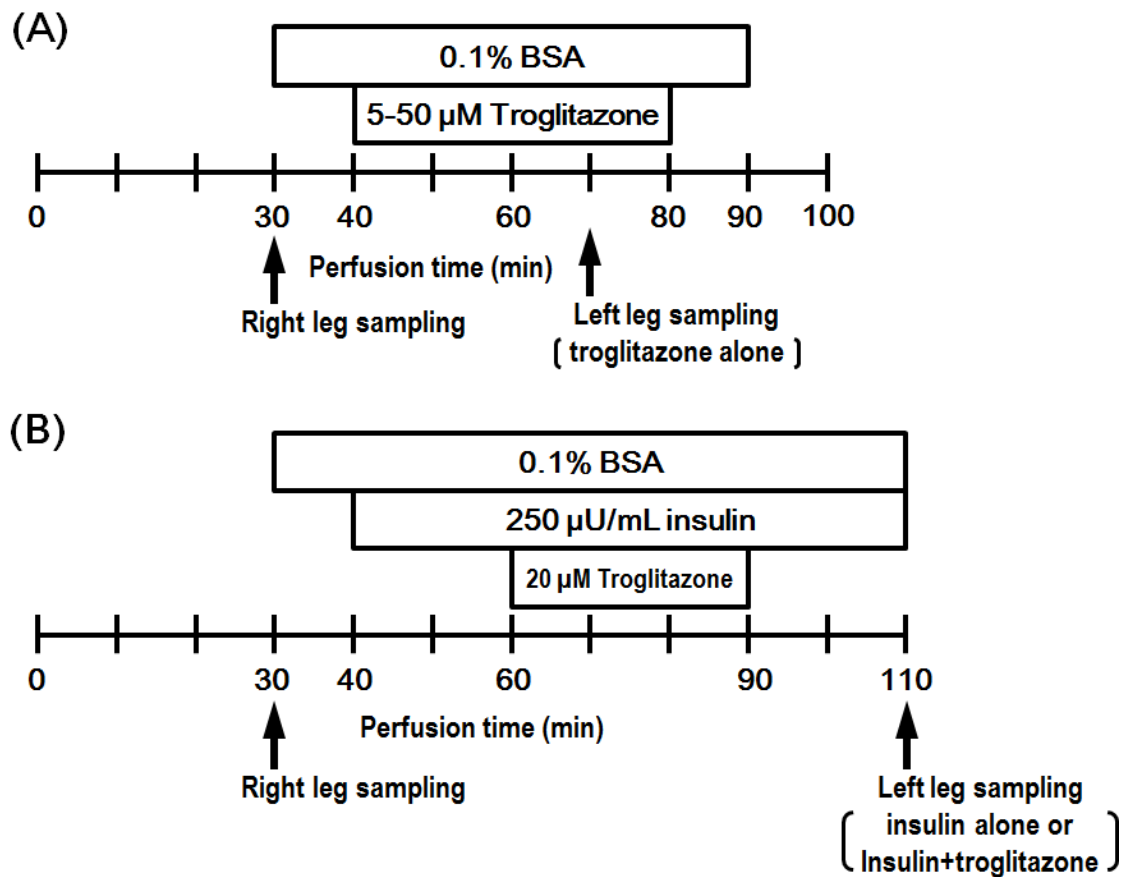 (A)
0.1% BSA
5-50 µM Troglitazone
0 30 40 60 80 90 100
Perfusion time (min)
Right leg sampling
Left leg sampling
( troglitazone alone )
(B)
0.1% BSA
250 µU/mL insulin
20 µM Troglitazone
0 30 40 60 90 110
Perfusion time (min)
Right leg sampling
Left leg sampling
( insulin alone or
Insulin+troglitazone )